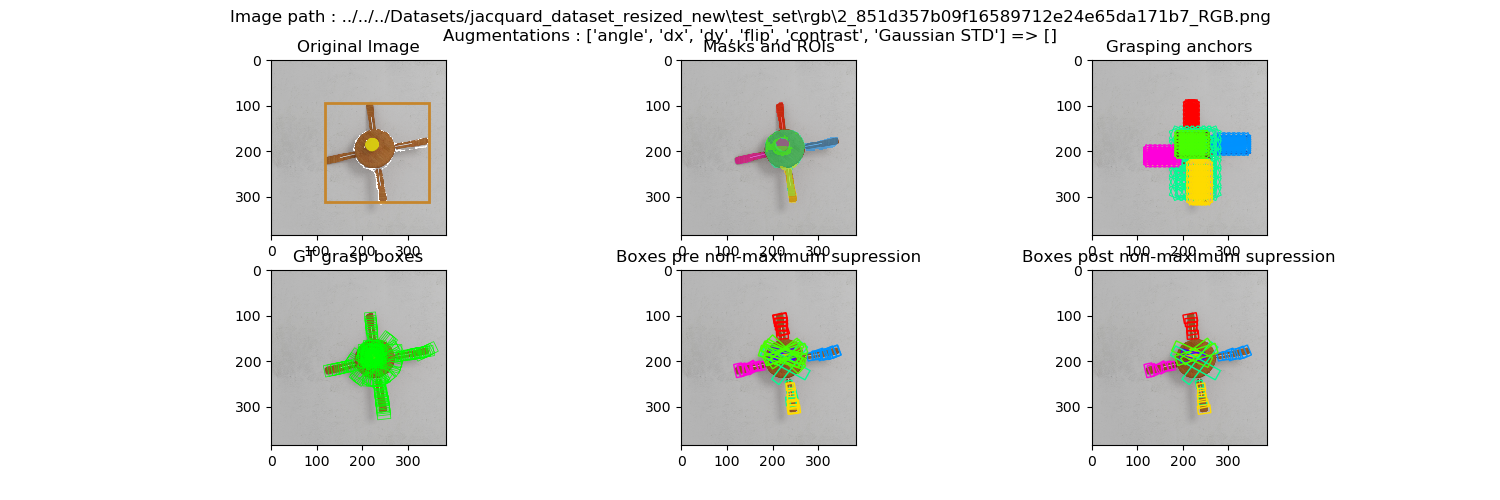 Image path : ../../../Datasets/jacquard_dataset_resized_new\test_set\rgb\2_851d357b09f16589712e24e65da171b7_RGB.png
Augmentations : ['angle', 'dx', 'dy', 'flip', 'contrast', 'Gaussian STD'] => []
Original Image
Masks and ROIs
Grasping anchors
0 0 0
100 100 100
200 200 200
300 300 300
0 100 200 300 0 100 200 300 0 100 200 300
GT grasp boxes
Boxes pre non-maximum supression
Boxes post non-maximum supression
0 0 0
100 100 100
200 200 200
300 300 300
0 100 200 300 0 100 200 300 0 100 200 300